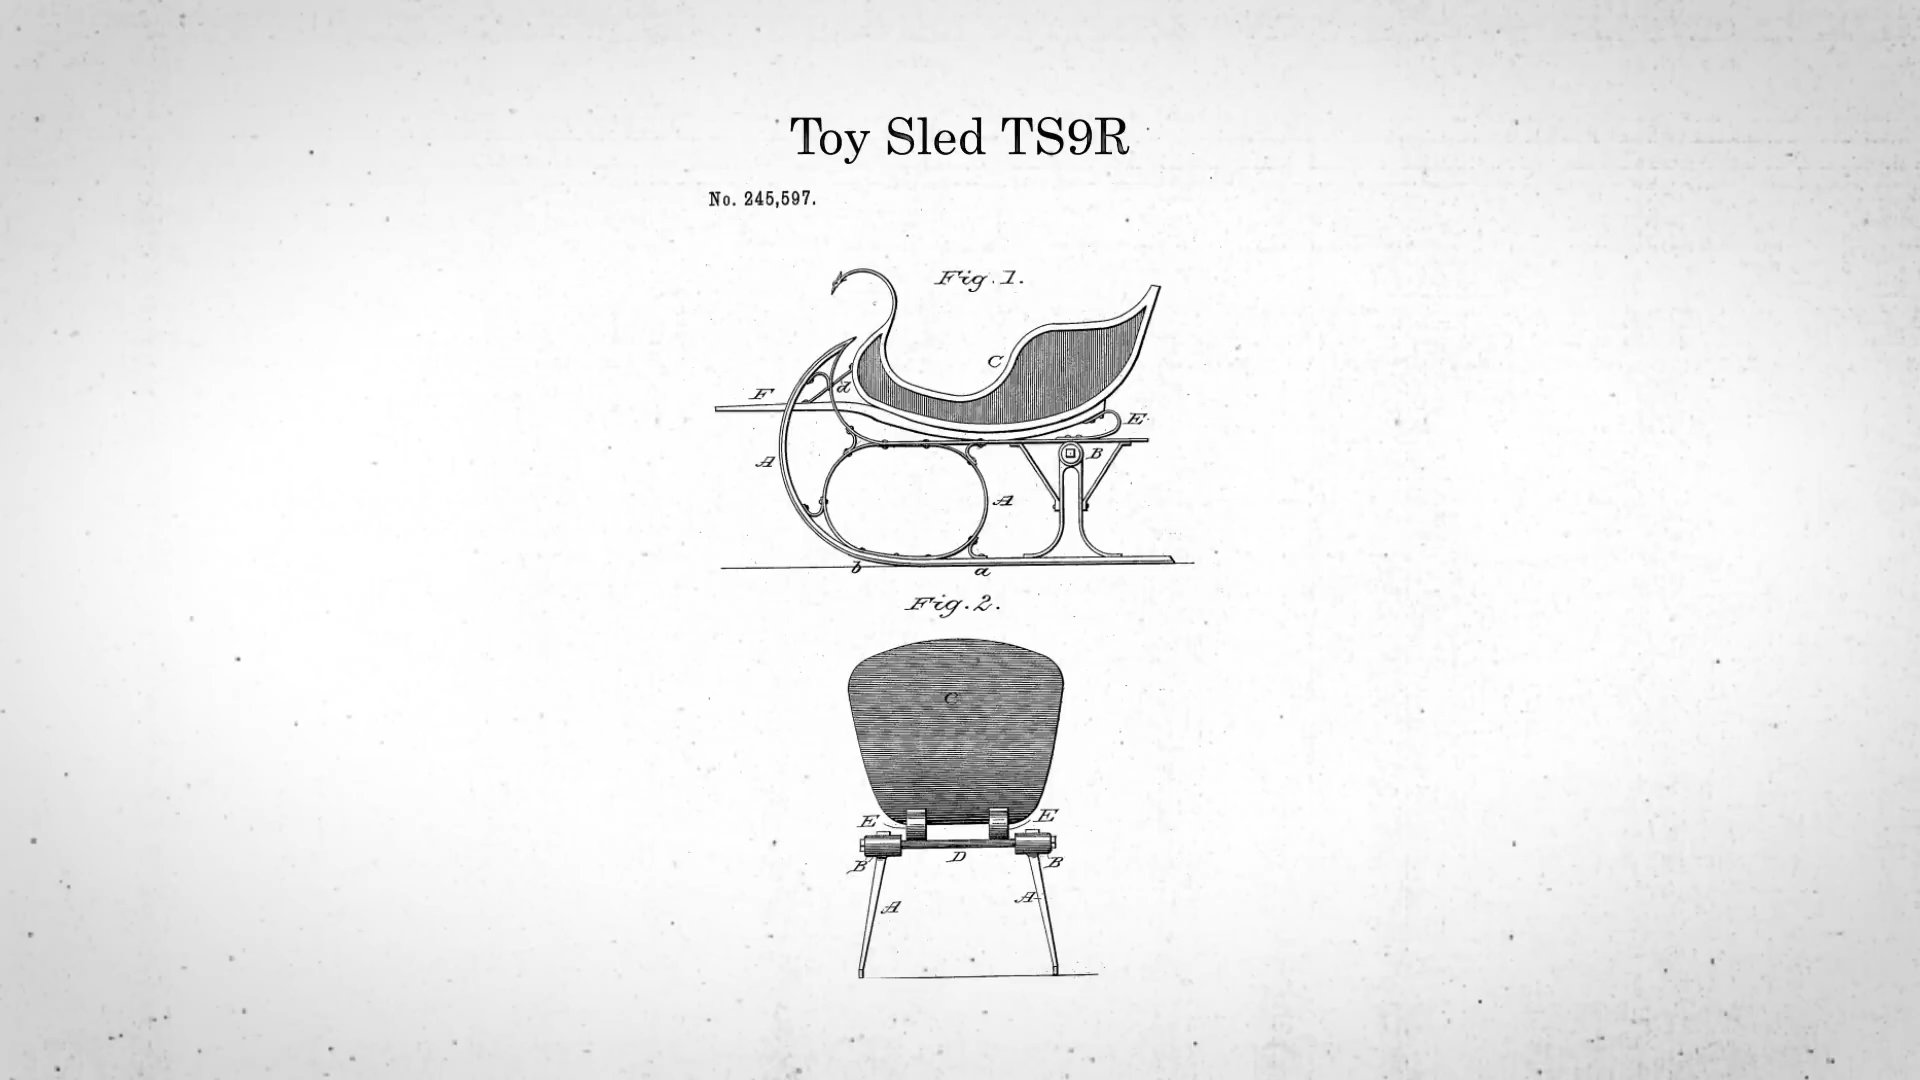 Toy Sled TS9R
No. 245,597.
Fig. 1.
C
d
F
E
B
A
A
b
a
Fig. 2.
C
E
E
D
B
B
A
A